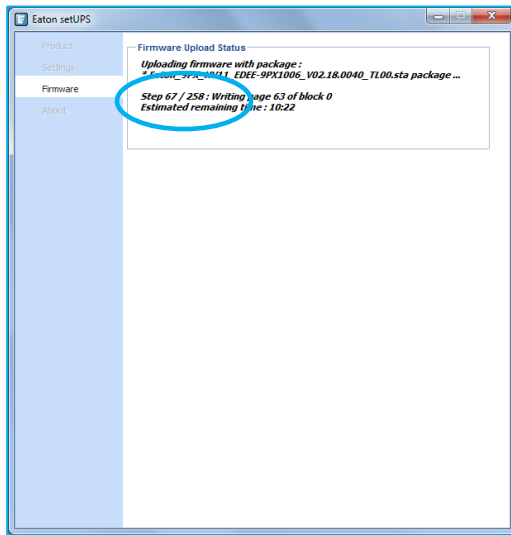 Eaton setUPS
Product
Settings
Firmware
About
Firmware Upload Status
Uploading firmware with package :
EDEE-9PX1006_V02.18.0040_TL00.sta package ...
Step 67 / 258 : Writing page 63 of block 0
Estimated remaining time : 10:22